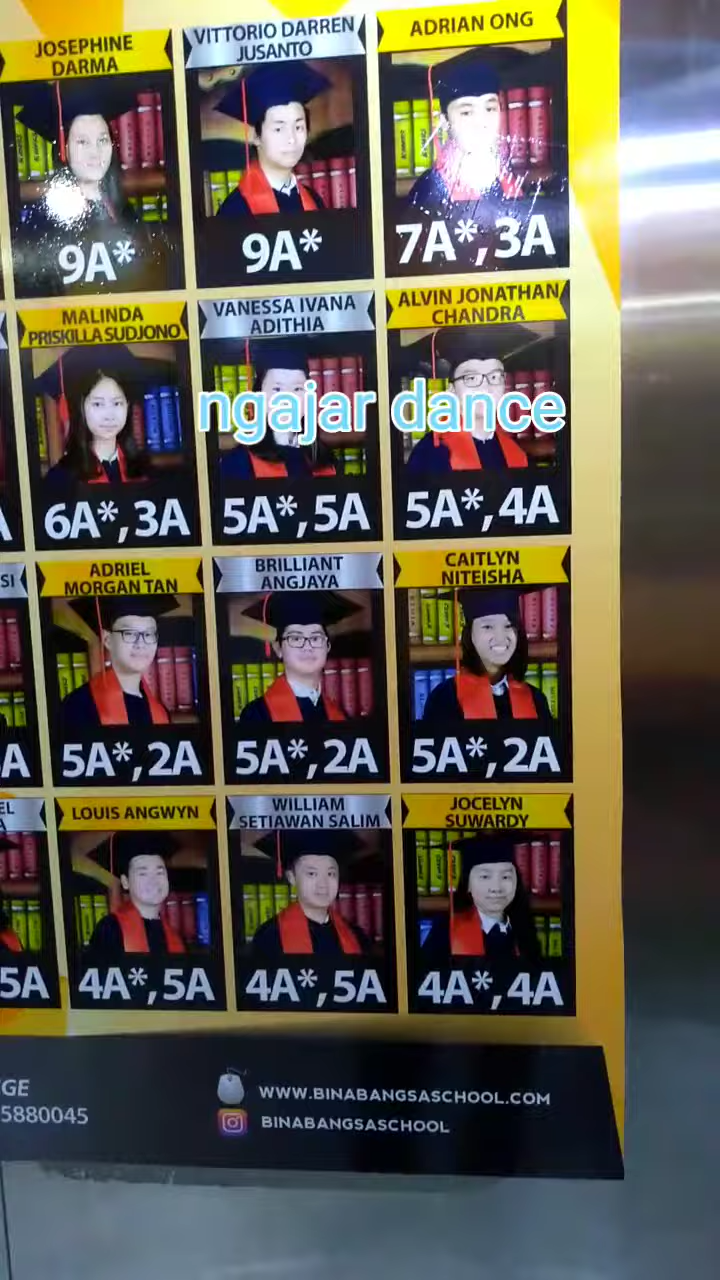 JOSEPHINE
DARMA
9A*
VITTORIO DARREN
JUSANTO
9A*
ADRIAN ONG
7A*,3A
MALINDA
PRISKILLA SUDJONO
6A*,3A
VANESSA IVANA
ADITHIA
5A*,5A
ALVIN JONATHAN
CHANDRA
5A*,4A
ngajar dance
SI
A
ADRIEL
MORGAN TAN
5A*,2A
BRILLIANT
ANGJAYA
5A*,2A
CAITLYN
NITEISHA
5A*,2A
EL
5A
LOUIS ANGWYN
4A*,5A
WILLIAM
SETIAWAN SALIM
4A*,5A
JOCELYN
SUWARDY
4A*,4A
GE
5880045
WWW.BINABANGSASCHOOL.COM
BINABANGSASCHOOL